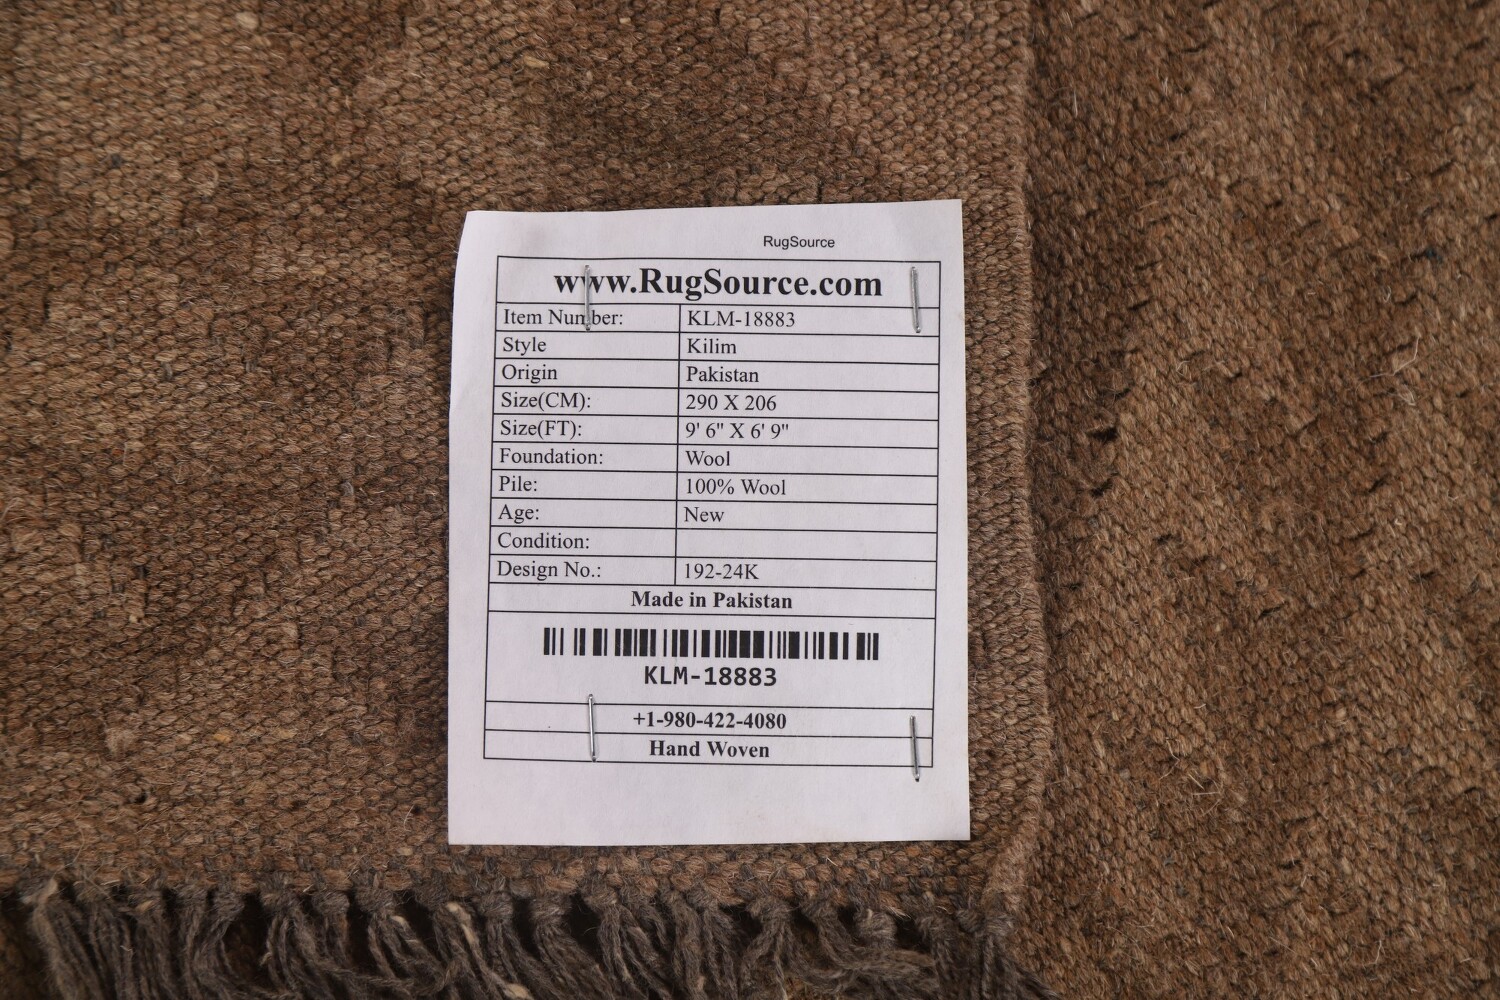 RugSource
www.RugSource.com
Item Number: KLM-18883
Style Kilim
Origin Pakistan
Size(CM): 290 X 206
Size(FT): 9' 6" X 6' 9"
Foundation: Wool
Pile: 100% Wool
Age: New
Condition:
Design No.: 192-24K
Made in Pakistan
KLM-18883
+1-980-422-4080
Hand Woven